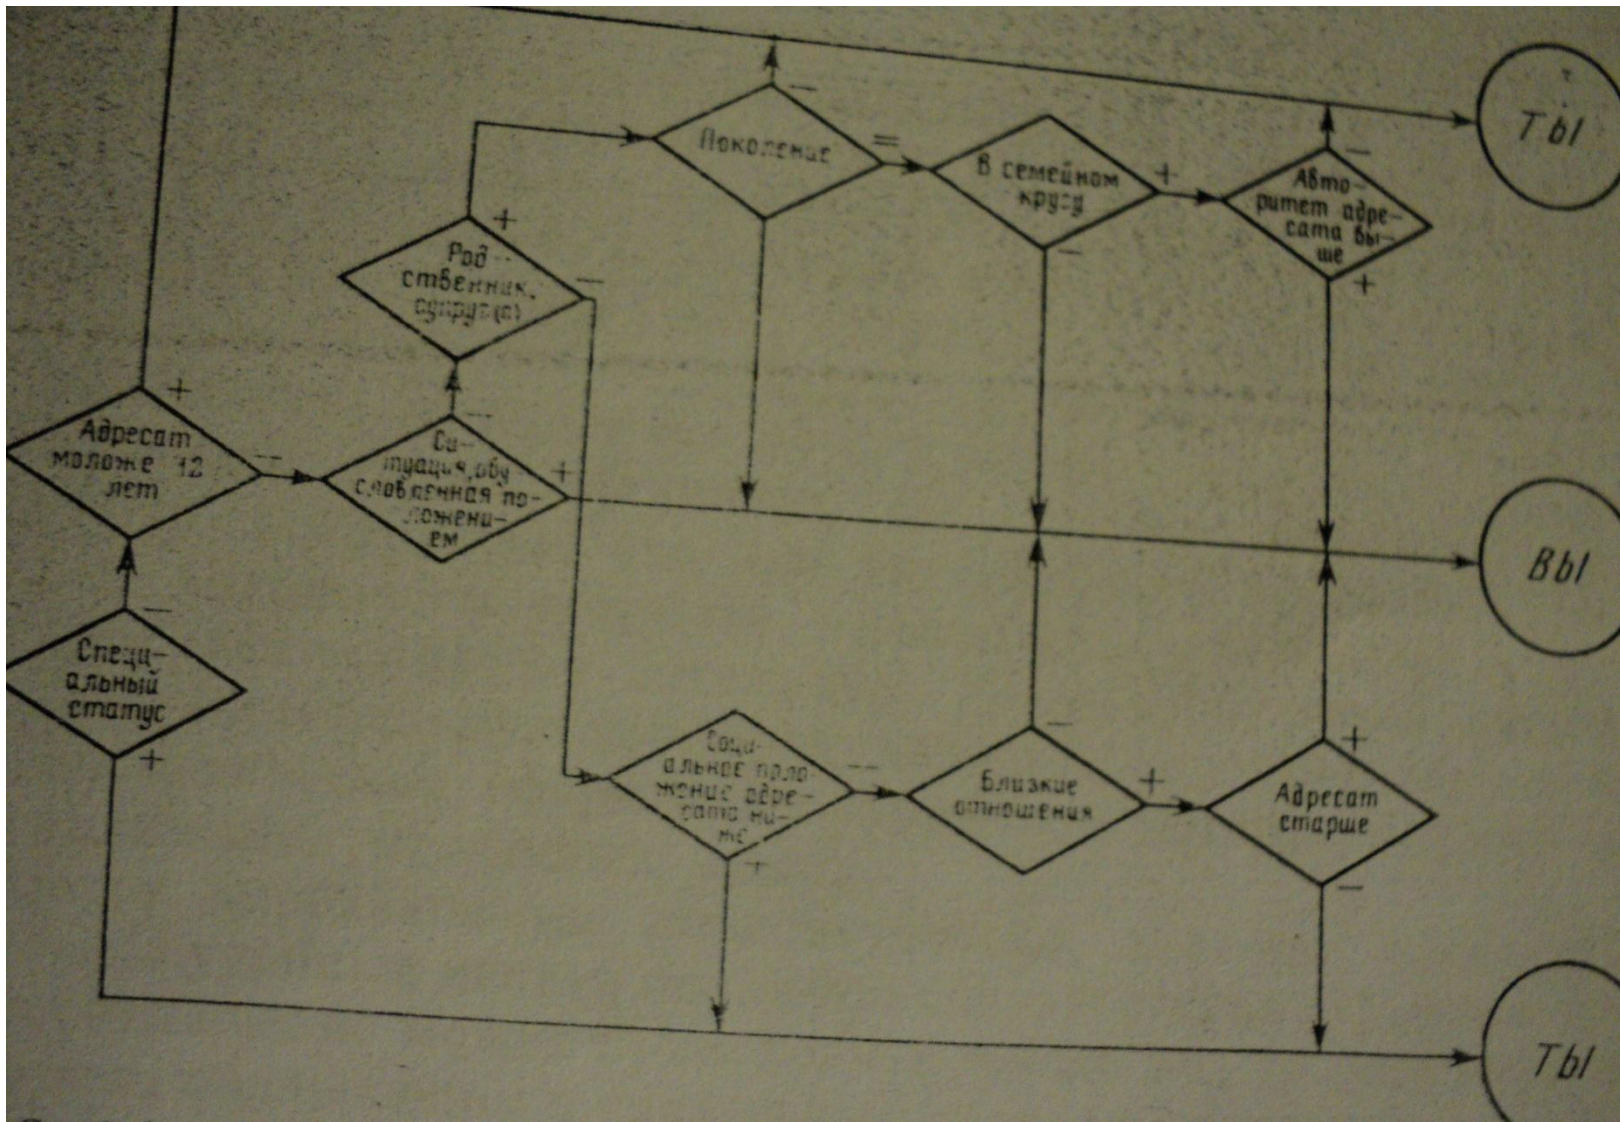 Поколение
=
В семейном
кругу
Авто-
ритет адре-
сата вы-
ше
ТЫ
Род-
ственник,
супруг(а)
Адресат
моложе 12
лет
Си-
туация, обу
словленная по-
ложени-
ем
ВЫ
Специ-
альный
статус
Соци-
альное поло-
жение адре-
сата ни-
же
Близкие
отношения
Адресат
старше
ТЫ